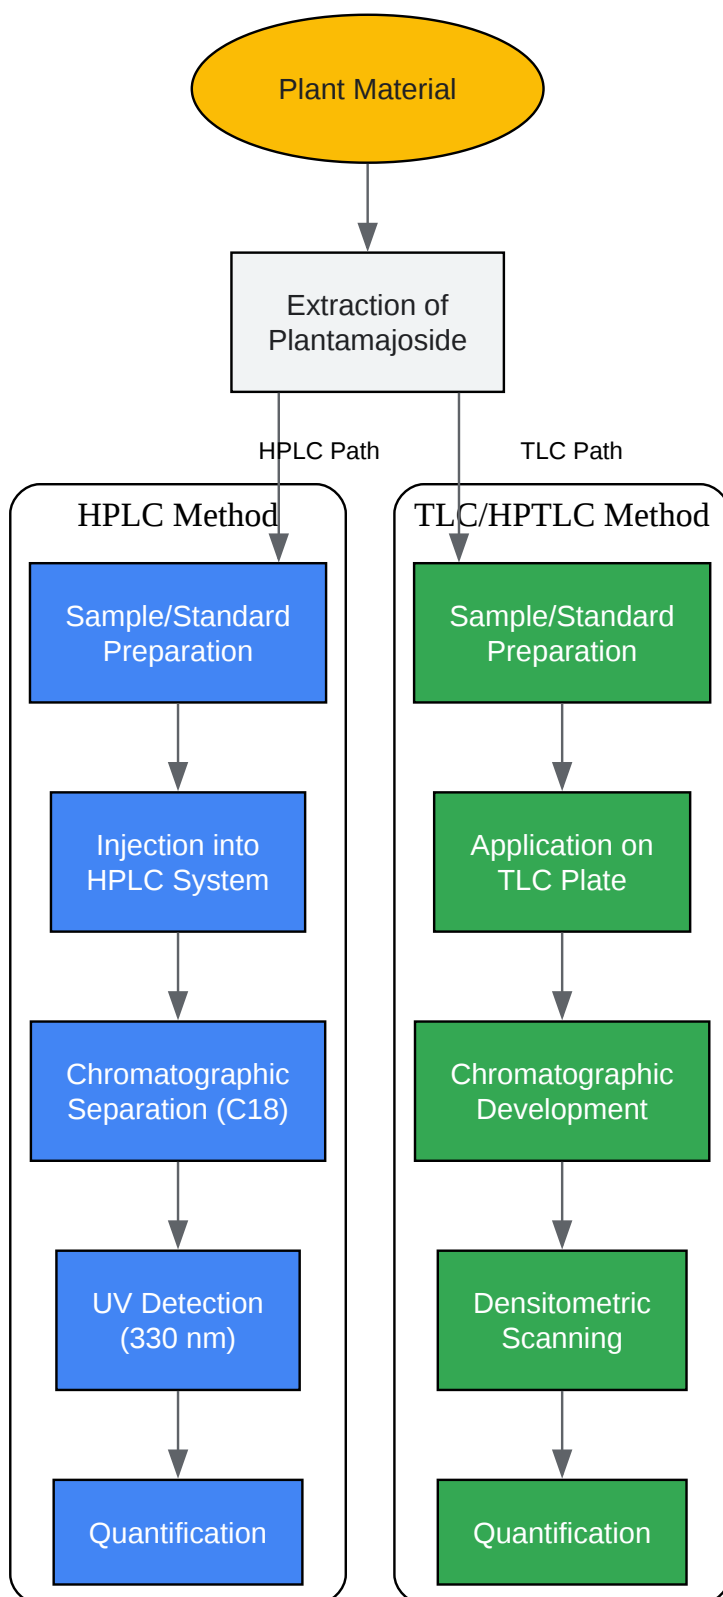 Plant Material
Extraction of
Plantamajoside
HPLC Path
TLC Path
HPLC Method
Sample/Standard
Preparation
Injection into
HPLC System
Chromatographic
Separation (C18)
UV Detection
(330 nm)
Quantification
TLC/HPTLC Method
Sample/Standard
Preparation
Application on
TLC Plate
Chromatographic
Development
Densitometric
Scanning
Quantification